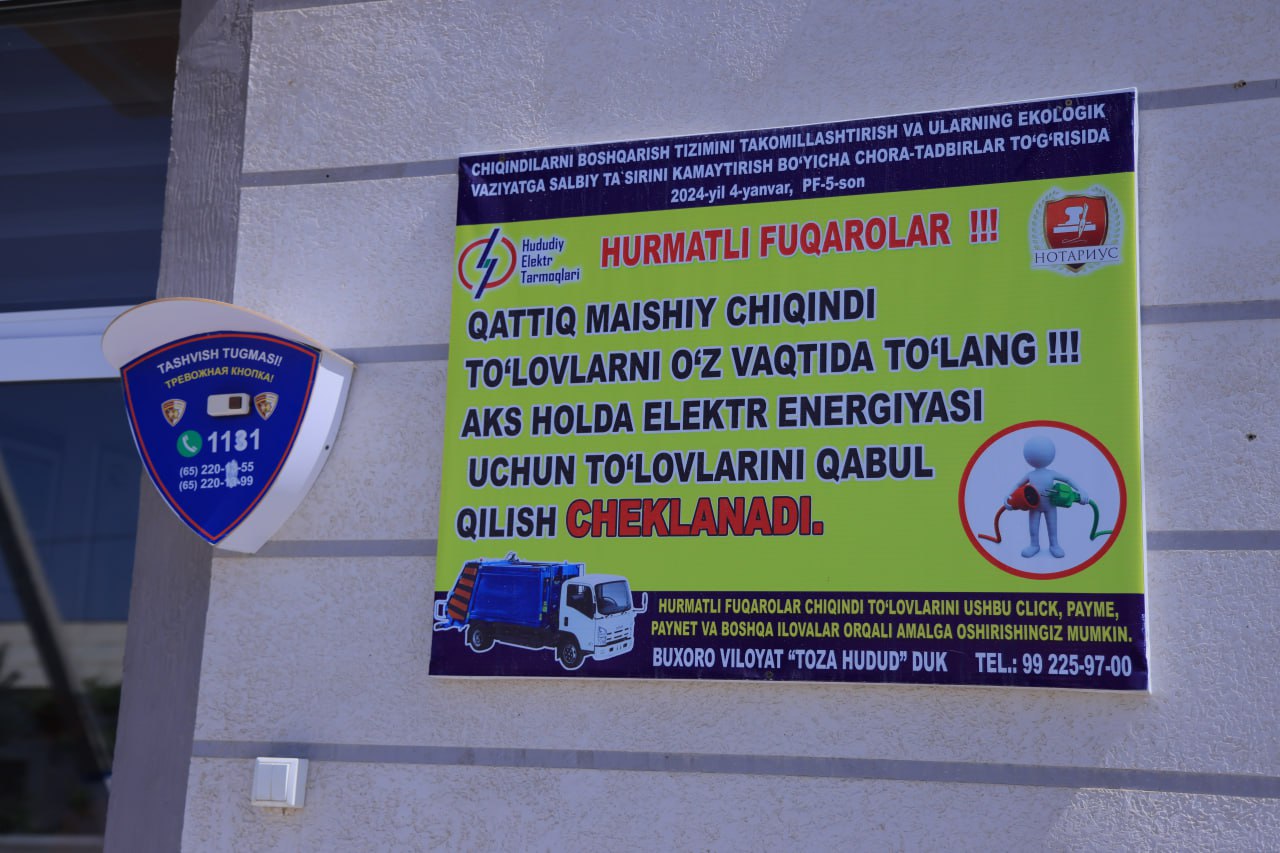 TASHVISH TUGMASI!
ТРЕВОЖНАЯ КНОПКА!
(65) 220-
(65) 220-
CHIQINDILARNI BOSHQARISH TIZIMINI TAKOMILLASHTIRISH VA ULARNING EKOLOGIK
VAZIYATGA SALBIY TA`SIRINI KAMAYTIRISH BO‘YICHA CHORA-TADBIRLAR TO‘G‘RISIDA
2024-yil 4-yanvar, PF-5-son
Hududiy
Elektr
Tarmoqlari
HURMATLI FUQAROLAR !!!
НОТАРИУС
QATTIQ MAISHIY CHIQINDI
TO‘LOVLARNI O‘Z VAQTIDA TO‘LANG !!!
AKS HOLDA ELEKTR ENERGIYASI
UCHUN TO‘LOVLARINI QABUL
QILISH CHEKLANADI.
HURMATLI FUQAROLAR CHIQINDI TO‘LOVLARINI USHBU CLICK, PAYME,
PAYNET VA BOSHQA ILOVALAR ORQALI AMALGA OSHIRISHINGIZ MUMKIN.
BUXORO VILOYAT “TOZA HUDUD” DUK TEL.: 99 225-97-00